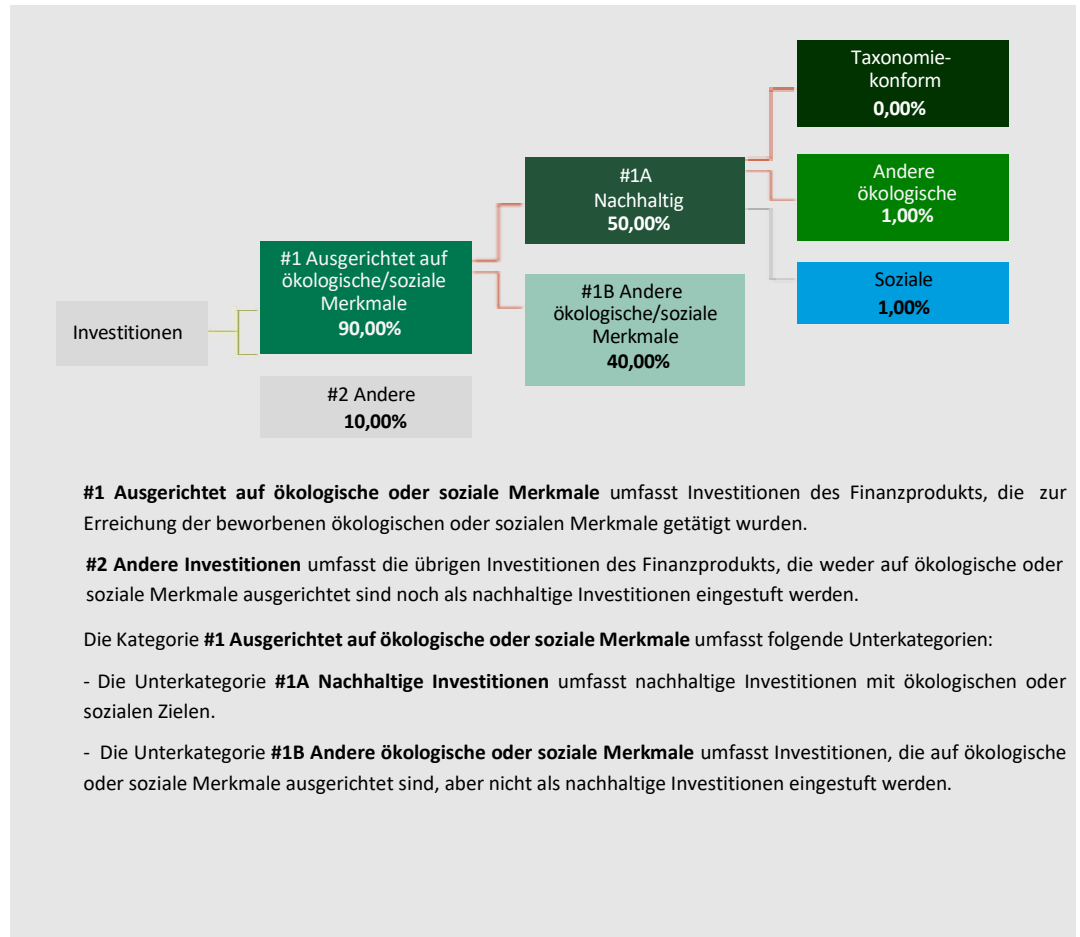 Investitionen
#1 Ausgerichtet auf
ökologische/soziale
Merkmale
90,00%
#2 Andere
10,00%
#1A
Nachhaltig
50,00%
#1B Andere
ökologische/soziale
Merkmale
40,00%
Taxonomie-
konform
0,00%
Andere
ökologische
1,00%
Soziale
1,00%
#1 Ausgerichtet auf ökologische oder soziale Merkmale umfasst Investitionen des Finanzprodukts, die zur
Erreichung der beworbenen ökologischen oder sozialen Merkmale getätigt wurden.
#2 Andere Investitionen umfasst die übrigen Investitionen des Finanzprodukts, die weder auf ökologische oder
soziale Merkmale ausgerichtet sind noch als nachhaltige Investitionen eingestuft werden.
Die Kategorie #1 Ausgerichtet auf ökologische oder soziale Merkmale umfasst folgende Unterkategorien:
- Die Unterkategorie #1A Nachhaltige Investitionen umfasst nachhaltige Investitionen mit ökologischen oder
sozialen Zielen.
- Die Unterkategorie #1B Andere ökologische oder soziale Merkmale umfasst Investitionen, die auf ökologische
oder soziale Merkmale ausgerichtet sind, aber nicht als nachhaltige Investitionen eingestuft werden.